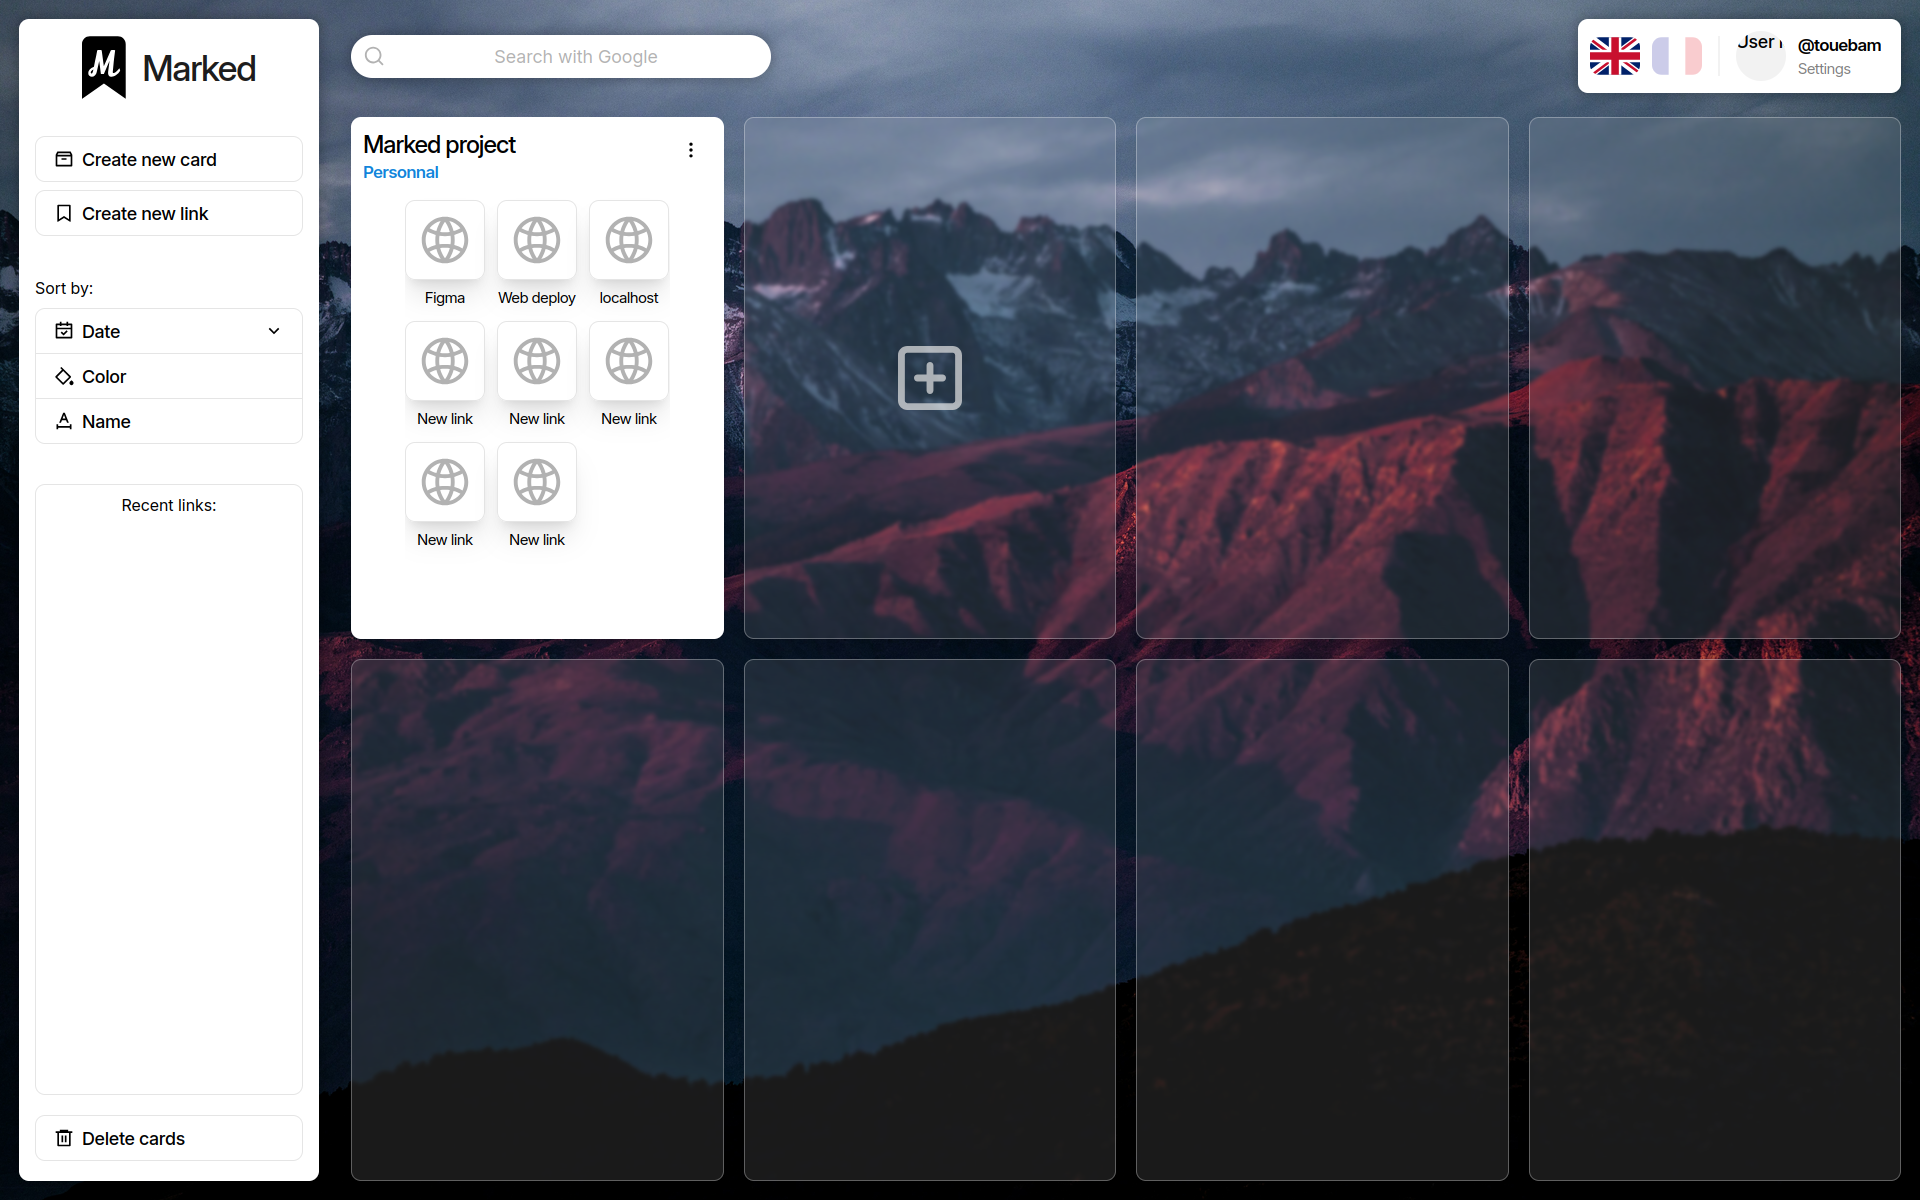 Marked
Create new card
Create new link
Sort by:
Date
Color
Name
Recent links:
Delete cards
Search with Google
@touebam
Settings
Marked project
Personnal
Figma
Web deploy
localhost
New link
New link
New link
New link
New link